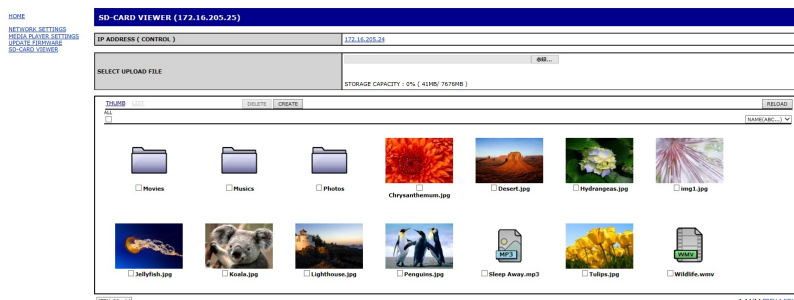 HOME
NETWORK SETTINGS
MEDIA PLAYER SETTINGS
UPDATE FIRMWARE
SD-CARD VIEWER
SD-CARD VIEWER (172.16.205.25)
IP ADDRESS ( CONTROL )
172.16.205.24
SELECT UPLOAD FILE
参照...
STORAGE CAPACITY : 0% ( 41MB/ 7676MB )
THUMB LIST DELETE CREATE RELOAD
ALL
NAME(ABC...)
Movies Musics Photos Chrysanthemum.jpg Desert.jpg Hydrangeas.jpg img1.jpg
MP3
WMV
Jellyfish.jpg Koala.jpg Lighthouse.jpg Penguins.jpg Sleep Away.mp3 Tulips.jpg Wildlife.wmv